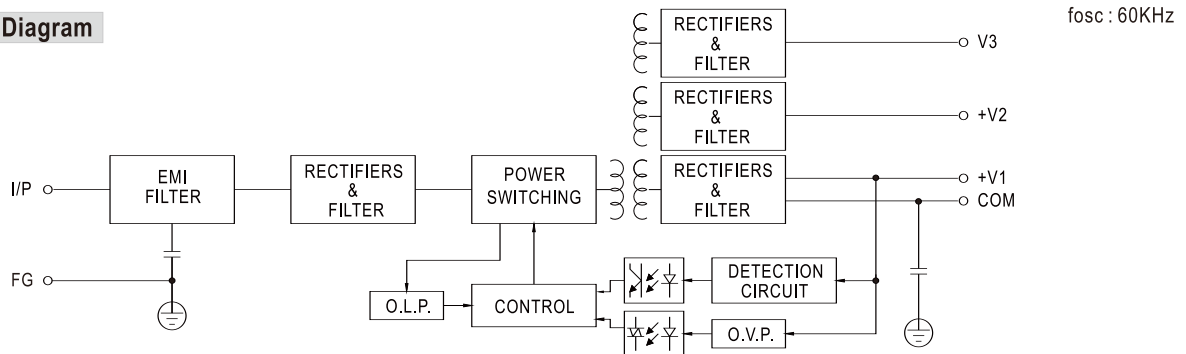 Diagram
fosc : 60KHz
RECTIFIERS
&
FILTER
V3
RECTIFIERS
&
FILTER
+V2
I/P
EMI
FILTER
RECTIFIERS
&
FILTER
POWER
SWITCHING
RECTIFIERS
&
FILTER
+V1
COM
FG
O.L.P.
CONTROL
DETECTION
CIRCUIT
O.V.P.